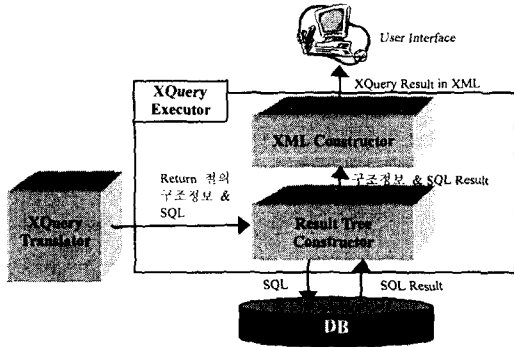 User Interface
XQuery Result in XML
XQuery
Executor
XML Constructor
Return 절의
구조정보 &
SQL
구조정보 & SQL Result
XQuery
Translator
Result Tree
Constructor
SQL
SQL Result
DB